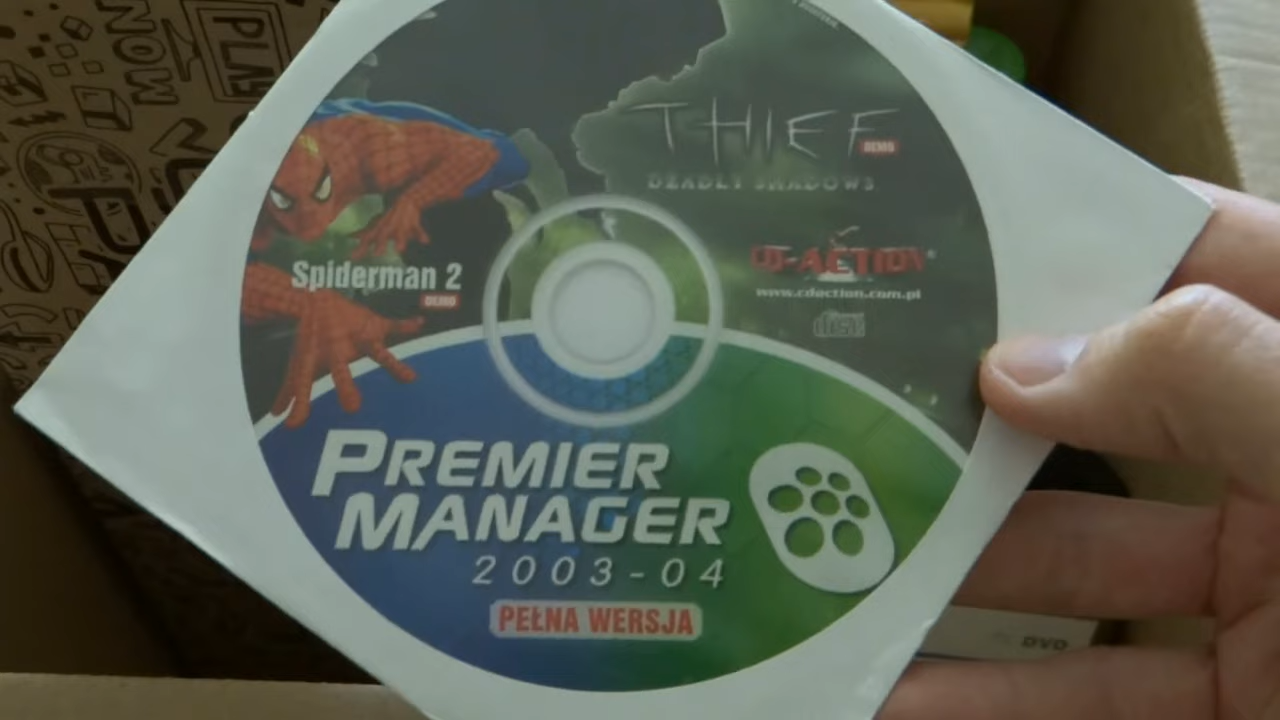 THIEF
DEMO
DEADLY SHADOWS
Spiderman 2
DEMO
CD-ACTION
www.cdaction.com.pl
disc
PREMIER
MANAGER
2003-04
PEŁNA WERSJA
DVD